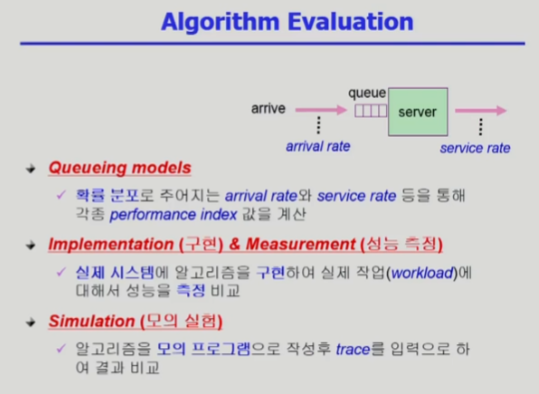 Algorithm Evaluation
queue
arrive
server
arrival rate
service rate
Queueing models
확률 분포로 주어지는 arrival rate와 service rate 등을 통해
각종 performance index 값을 계산
Implementation (구현) & Measurement (성능 측정)
실제 시스템에 알고리즘을 구현하여 실제 작업(workload)에
대해서 성능을 측정 비교
Simulation (모의 실험)
알고리즘을 모의 프로그램으로 작성후 trace를 입력으로 하
여 결과 비교